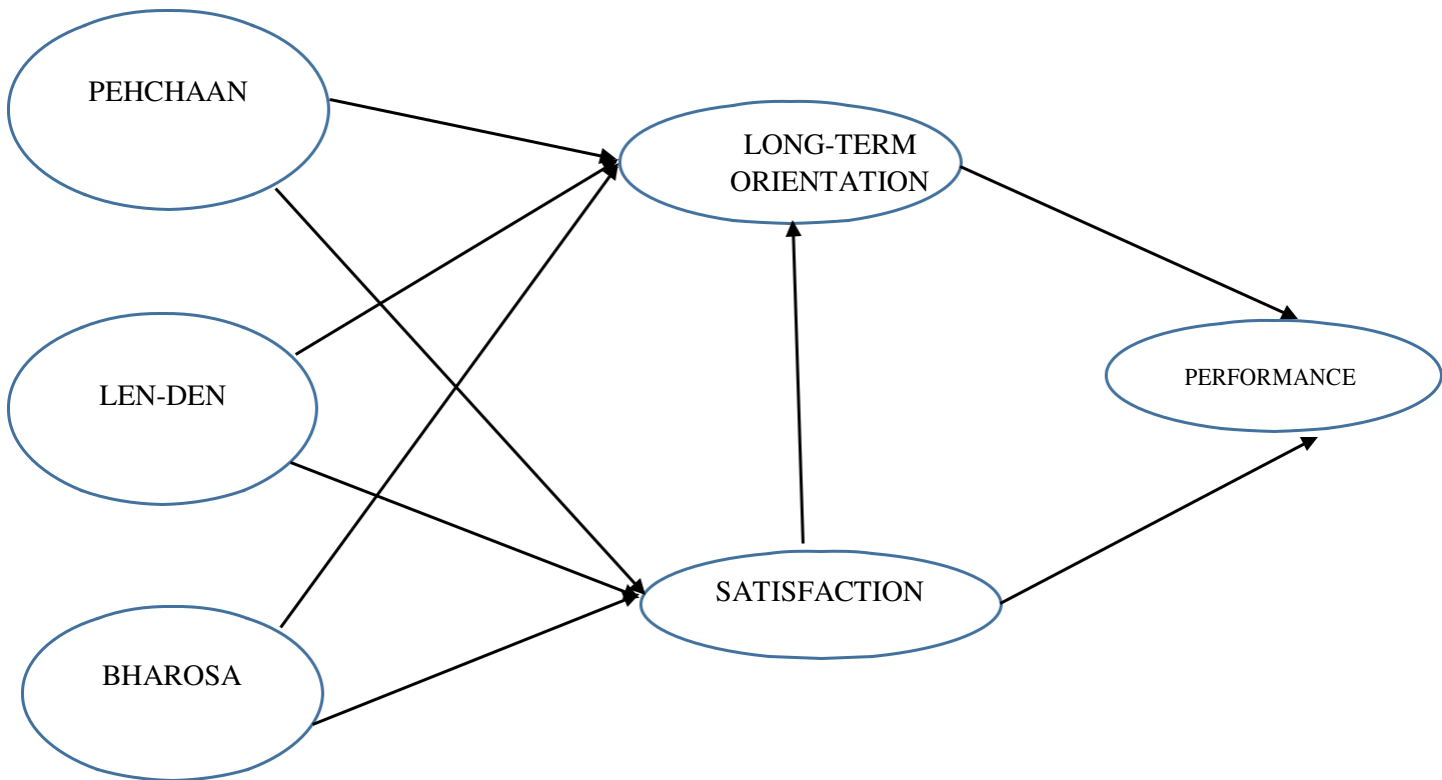 PEHCHAAN
LONG-TERM
ORIENTATION
LEN-DEN
PERFORMANCE
SATISFACTION
BHAROSA